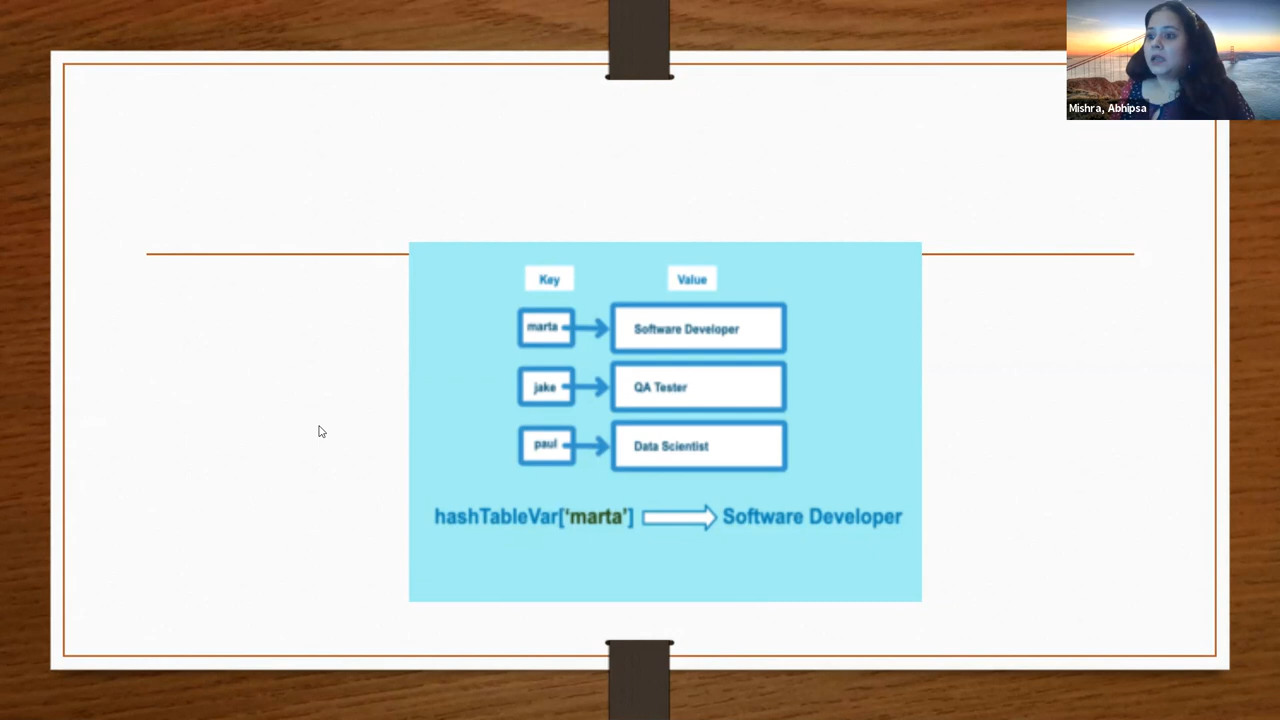 Mishra, Abhipsa
Key Value
marta Software Developer
jake QA Tester
paul Data Scientist
hashTableVar[‘marta’] Software Developer